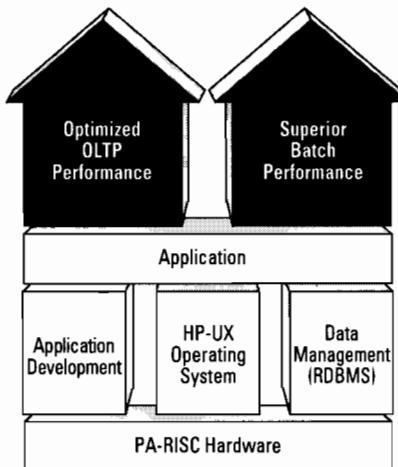 Optimized
OLTP
Performance
Superior
Batch
Performance
Application
Application
Development
HP-UX
Operating
System
Data
Management
(RDBMS)
PA-RISC Hardware